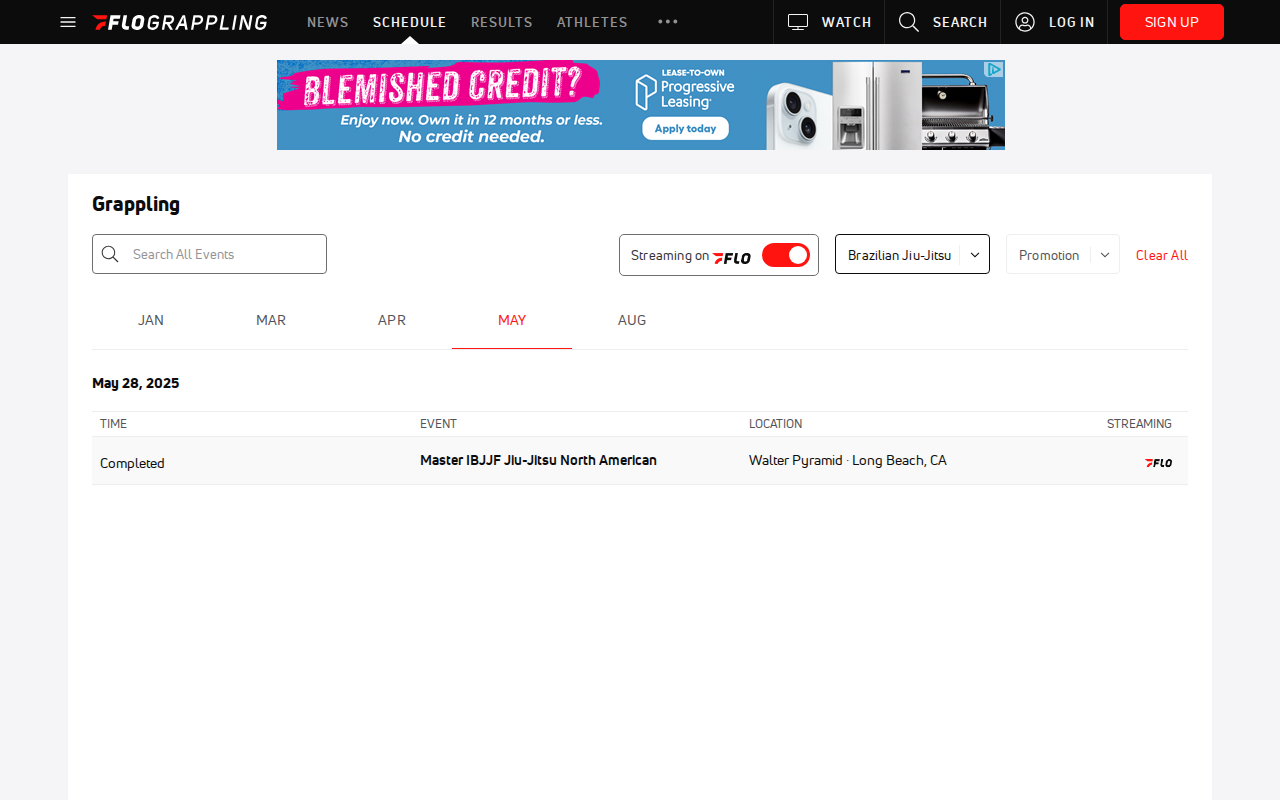 FLOGRAPPLING NEWS SCHEDULE RESULTS ATHLETES WATCH SEARCH LOG IN SIGN UP
BLEMISHED CREDIT?
Enjoy now. Own it in 12 months or less.
No credit needed.
LEASE-TO-OWN
Progressive
Leasing
Apply today
Grappling
Search All Events
Streaming on FLO
Brazilian Jiu-Jitsu
Promotion
Clear All
JAN MAR APR MAY AUG
May 28, 2025
TIME EVENT LOCATION STREAMING
Completed Master IBJJF Jiu-Jitsu North American Walter Pyramid · Long Beach, CA FLO